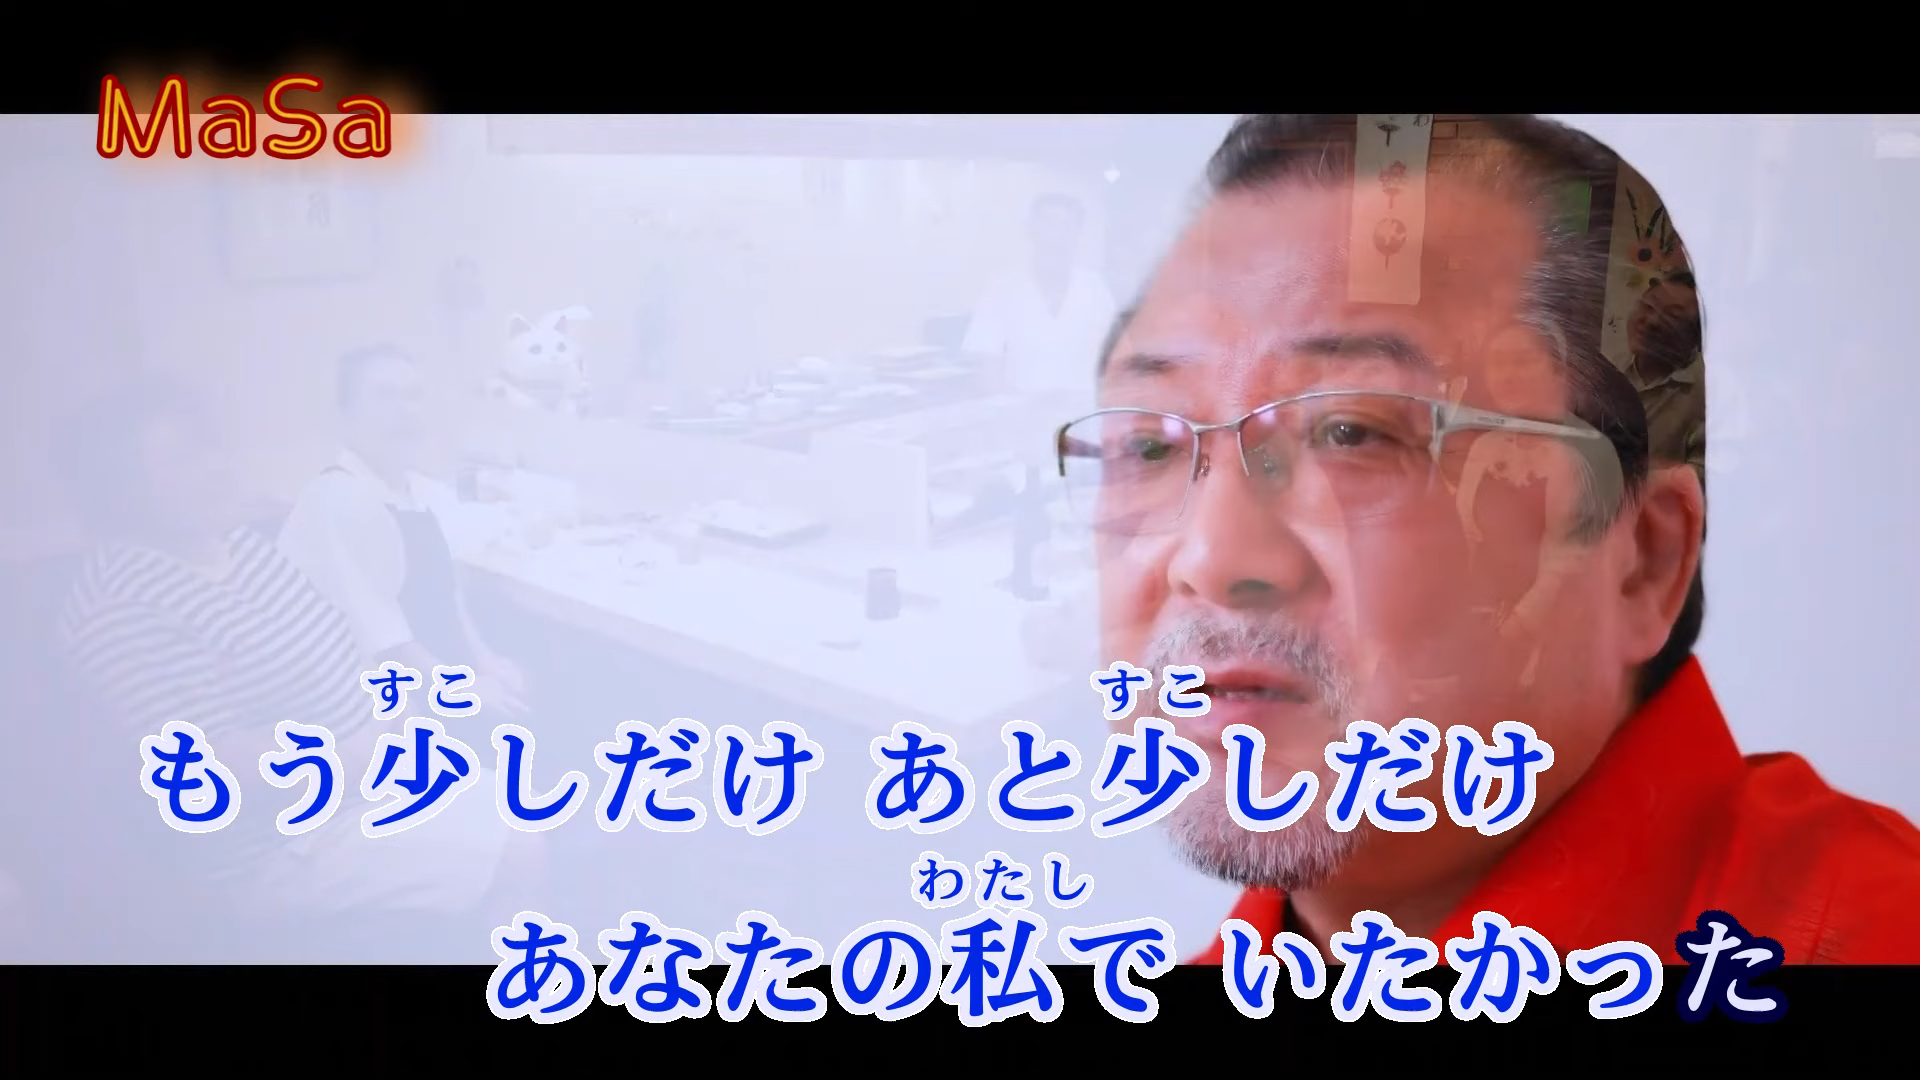 MaSa
すこ すこ
もう少しだけ あと少しだけ
わたし
あなたの私で いたかった